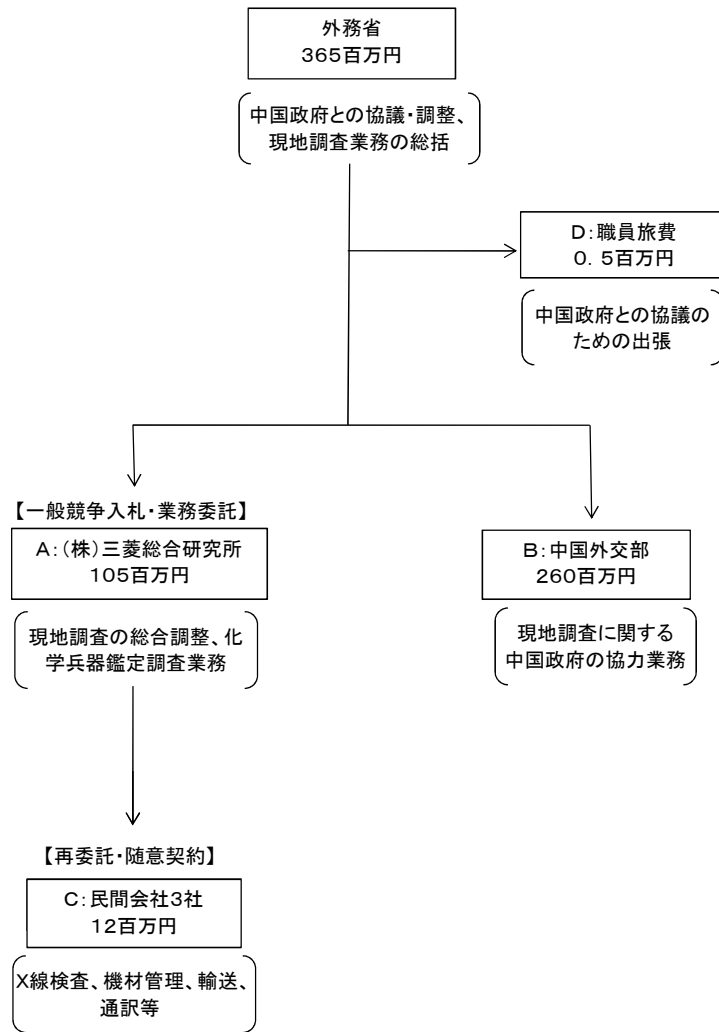 外務省
365百万円
中国政府との協議・調整、
現地調査業務の総括
D:職員旅費
0.5百万円
中国政府との協議の
ための出張
【一般競争入札・業務委託】
A:(株)三菱総合研究所
105百万円
現地調査の総合調整、化
学兵器鑑定調査業務
B:中国外交部
260百万円
現地調査に関する
中国政府の協力業務
【再委託・随意契約】
C:民間会社3社
12百万円
X線検査、機材管理、輸送、
通訳等